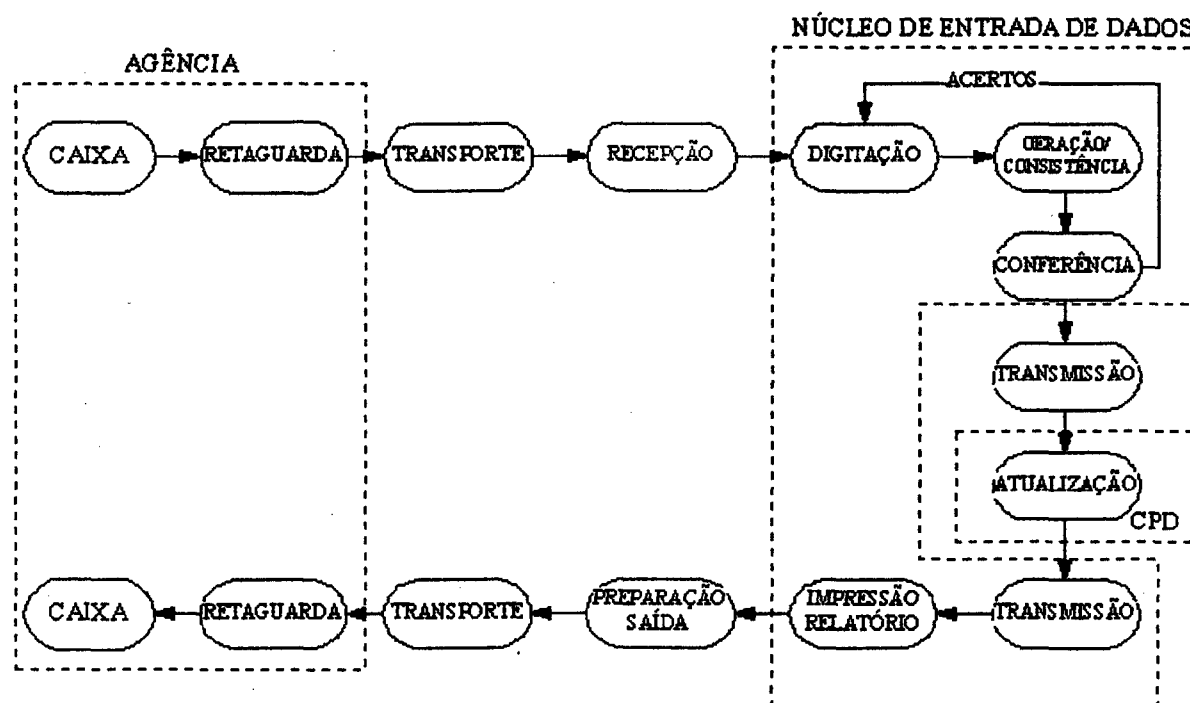 NÚCLEO DE ENTRADA DE DADOS
AGÊNCIA
ACERTOS
CAIXA
RETAGUARDA
TRANSPORTE
RECEPÇÃO
DIGITAÇÃO
GERAÇÃO/
CONSISTÊNCIA
CONFERÊNCIA
TRANSMISSÃO
ATUALIZAÇÃO
CPD
CAIXA
RETAGUARDA
TRANSPORTE
PREPARAÇÃO
SAÍDA
IMPRESSÃO
RELATÓRIO
TRANSMISSÃO